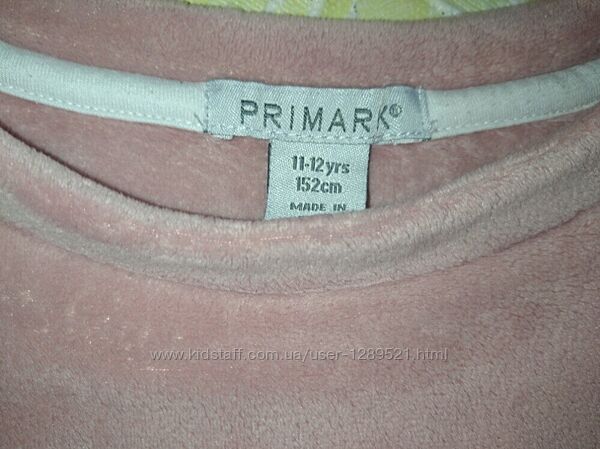 PRIMARK®
11-12yrs
152cm
MADE IN
www.kidstaff.com.ua/user-1289521.html